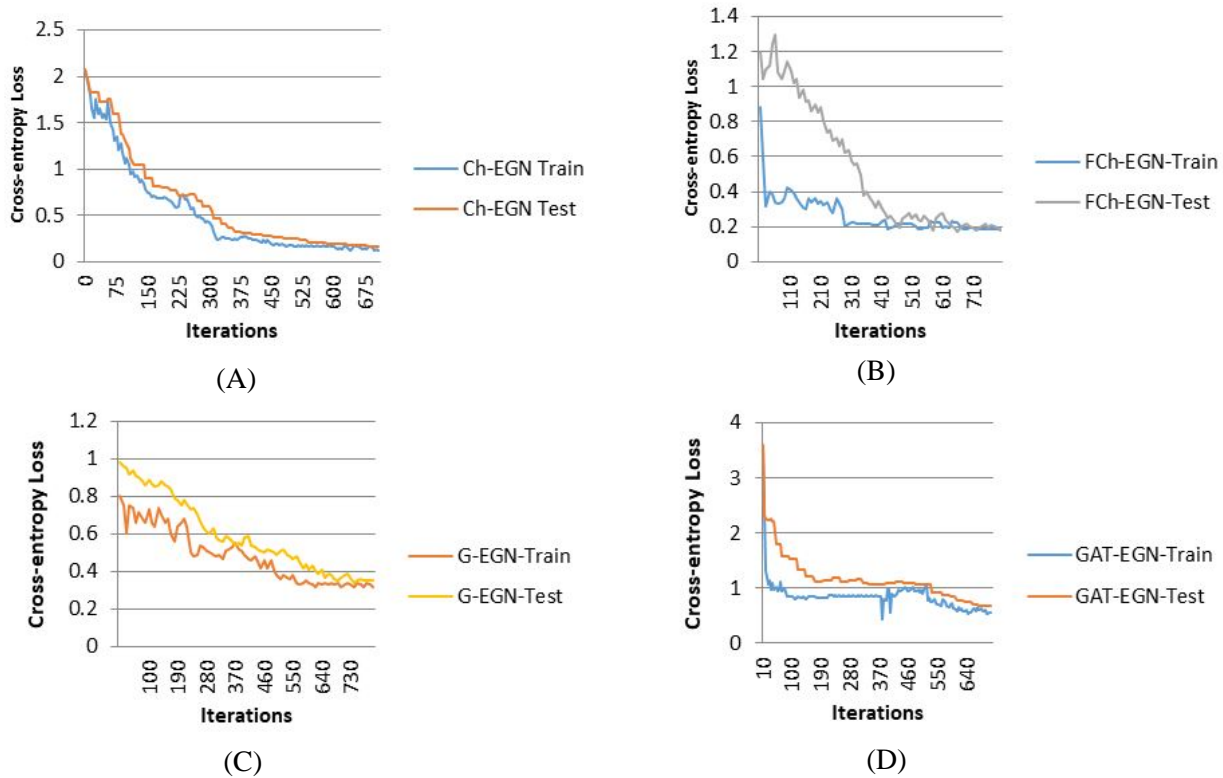 2.5
2
1.5
1
0.5
0
Cross-entropy Loss
0
75
150
225
300
375
450
525
600
675
Iterations
Ch-EGN Train
Ch-EGN Test
(A)
1.4
1.2
1
0.8
0.6
0.4
0.2
0
Cross-entropy Loss
110
210
310
410
510
610
710
Iterations
FCh-EGN-Train
FCh-EGN-Test
(B)
1.2
1
0.8
0.6
0.4
0.2
0
Cross-entropy Loss
100
190
280
370
460
550
640
730
Iterations
G-EGN-Train
G-EGN-Test
(C)
4
3
2
1
0
Cross-entropy Loss
10
100
190
280
370
460
550
640
Iterations
GAT-EGN-Train
GAT-EGN-Test
(D)